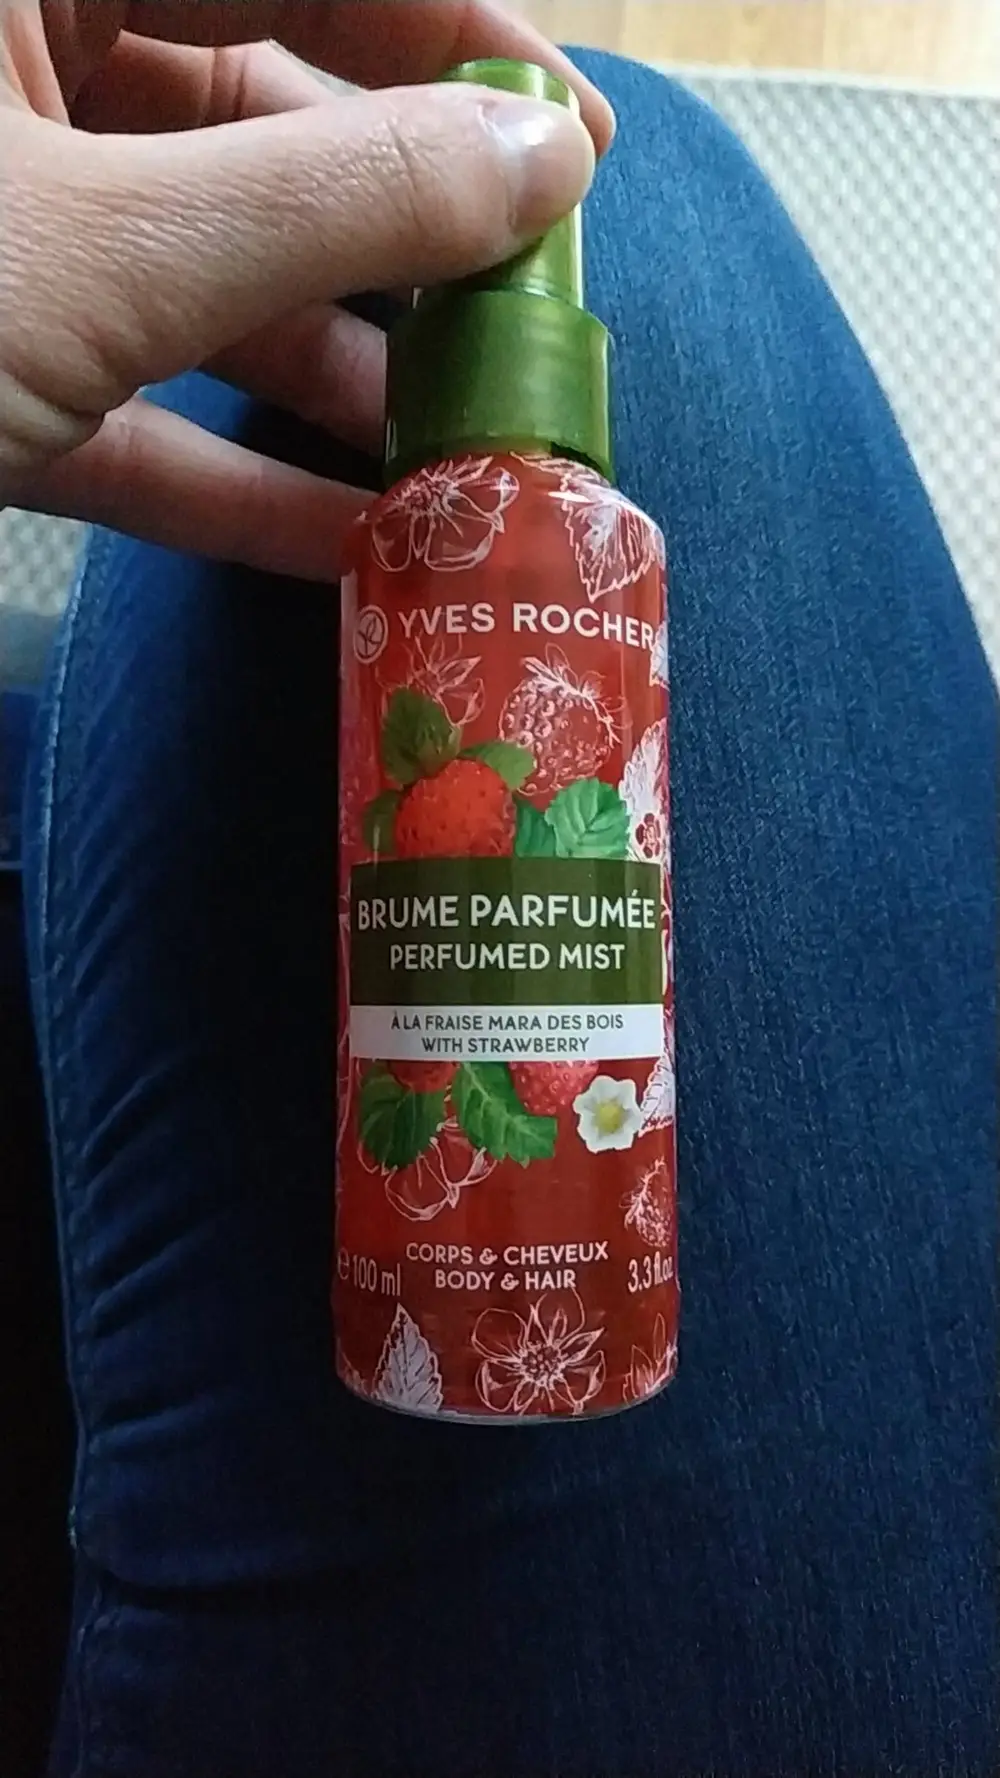 YVES ROCHER
BRUME PARFUMÉE
PERFUMED MIST
À LA FRAISE MARA DES BOIS
WITH STRAWBERRY
CORPS & CHEVEUX
BODY & HAIR
e 100 ml
3.3 fl.oz